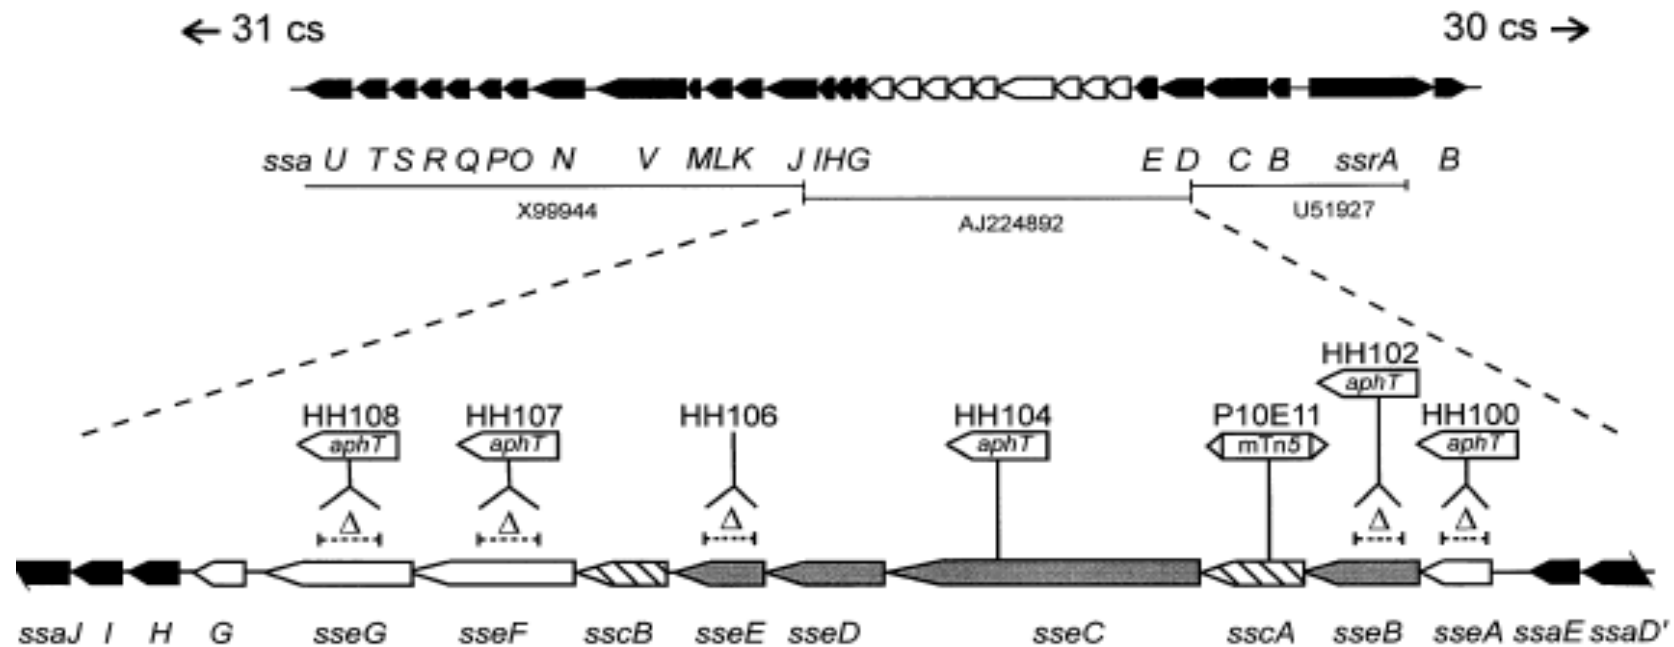 ← 31 cs 30 cs →
ssa U T S R Q P O N V M L K J I H G E D C B ssrA B
X99944 AJ224892 U51927
HH102
aphT
HH108 HH107 HH106 HH104 P10E11 HH100
aphT aphT aphT mTn5 aphT
Δ Δ Δ Δ Δ
ssaJ I H G sseG sseF sscB sseE sseD sseC sscA sseB sseA ssaE ssaD'